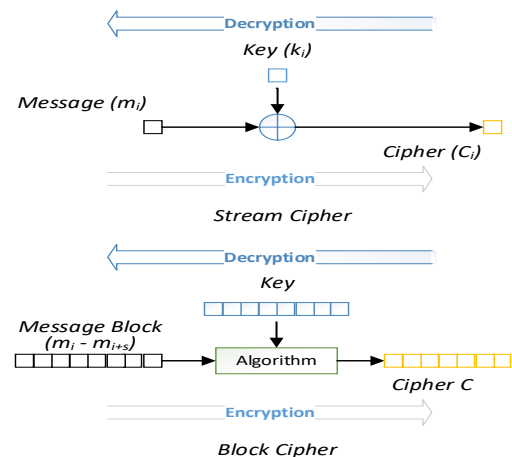 Decryption
Key (kᵢ)
Message (mᵢ)
Cipher (Cᵢ)
Encryption
Stream Cipher
Decryption
Key
Message Block
(mᵢ - mᵢ₊ₛ)
Algorithm
Cipher C
Encryption
Block Cipher